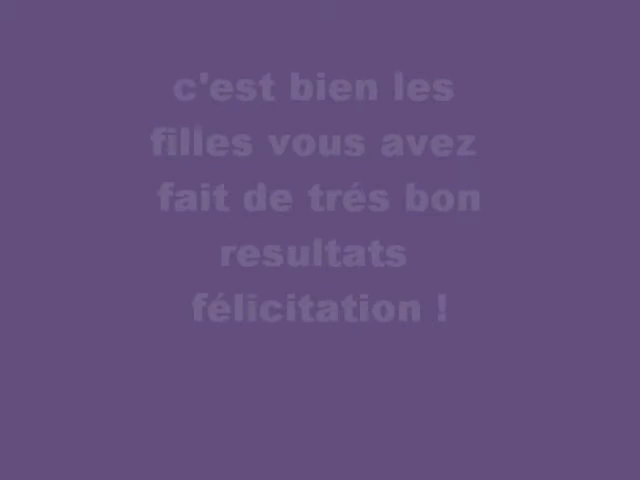 c'est bien les
filles vous avez
fait de trés bon
resultats
félicitation !